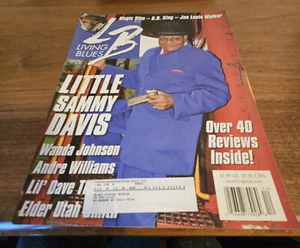 Magic Slim - B.B. King - Joe Louis Walker
LB
LIVING
BLUES
LITTLE
SAMMY
DAVIS
Wanda Johnson
Andre Williams
Lil' Dave T
Elder Utah Smith
Over 40
Reviews
Inside!